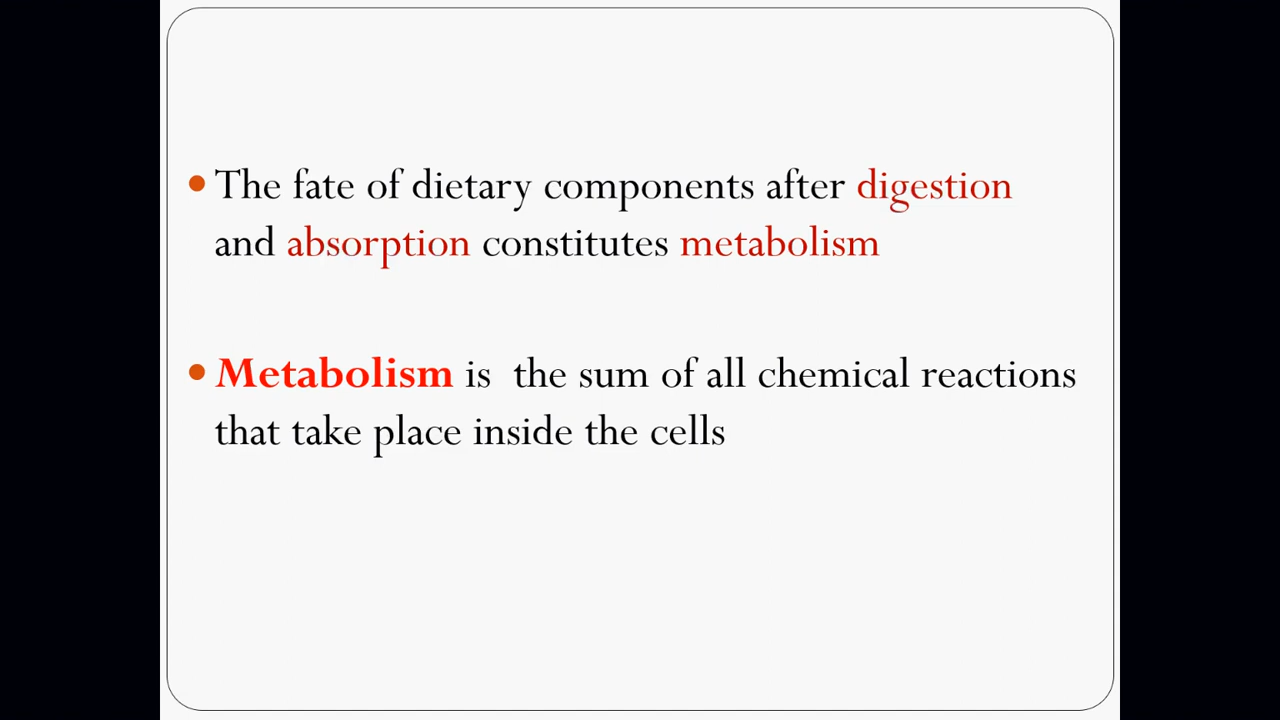 • The fate of dietary components after digestion
and absorption constitutes metabolism
• Metabolism is  the sum of all chemical reactions
that take place inside the cells